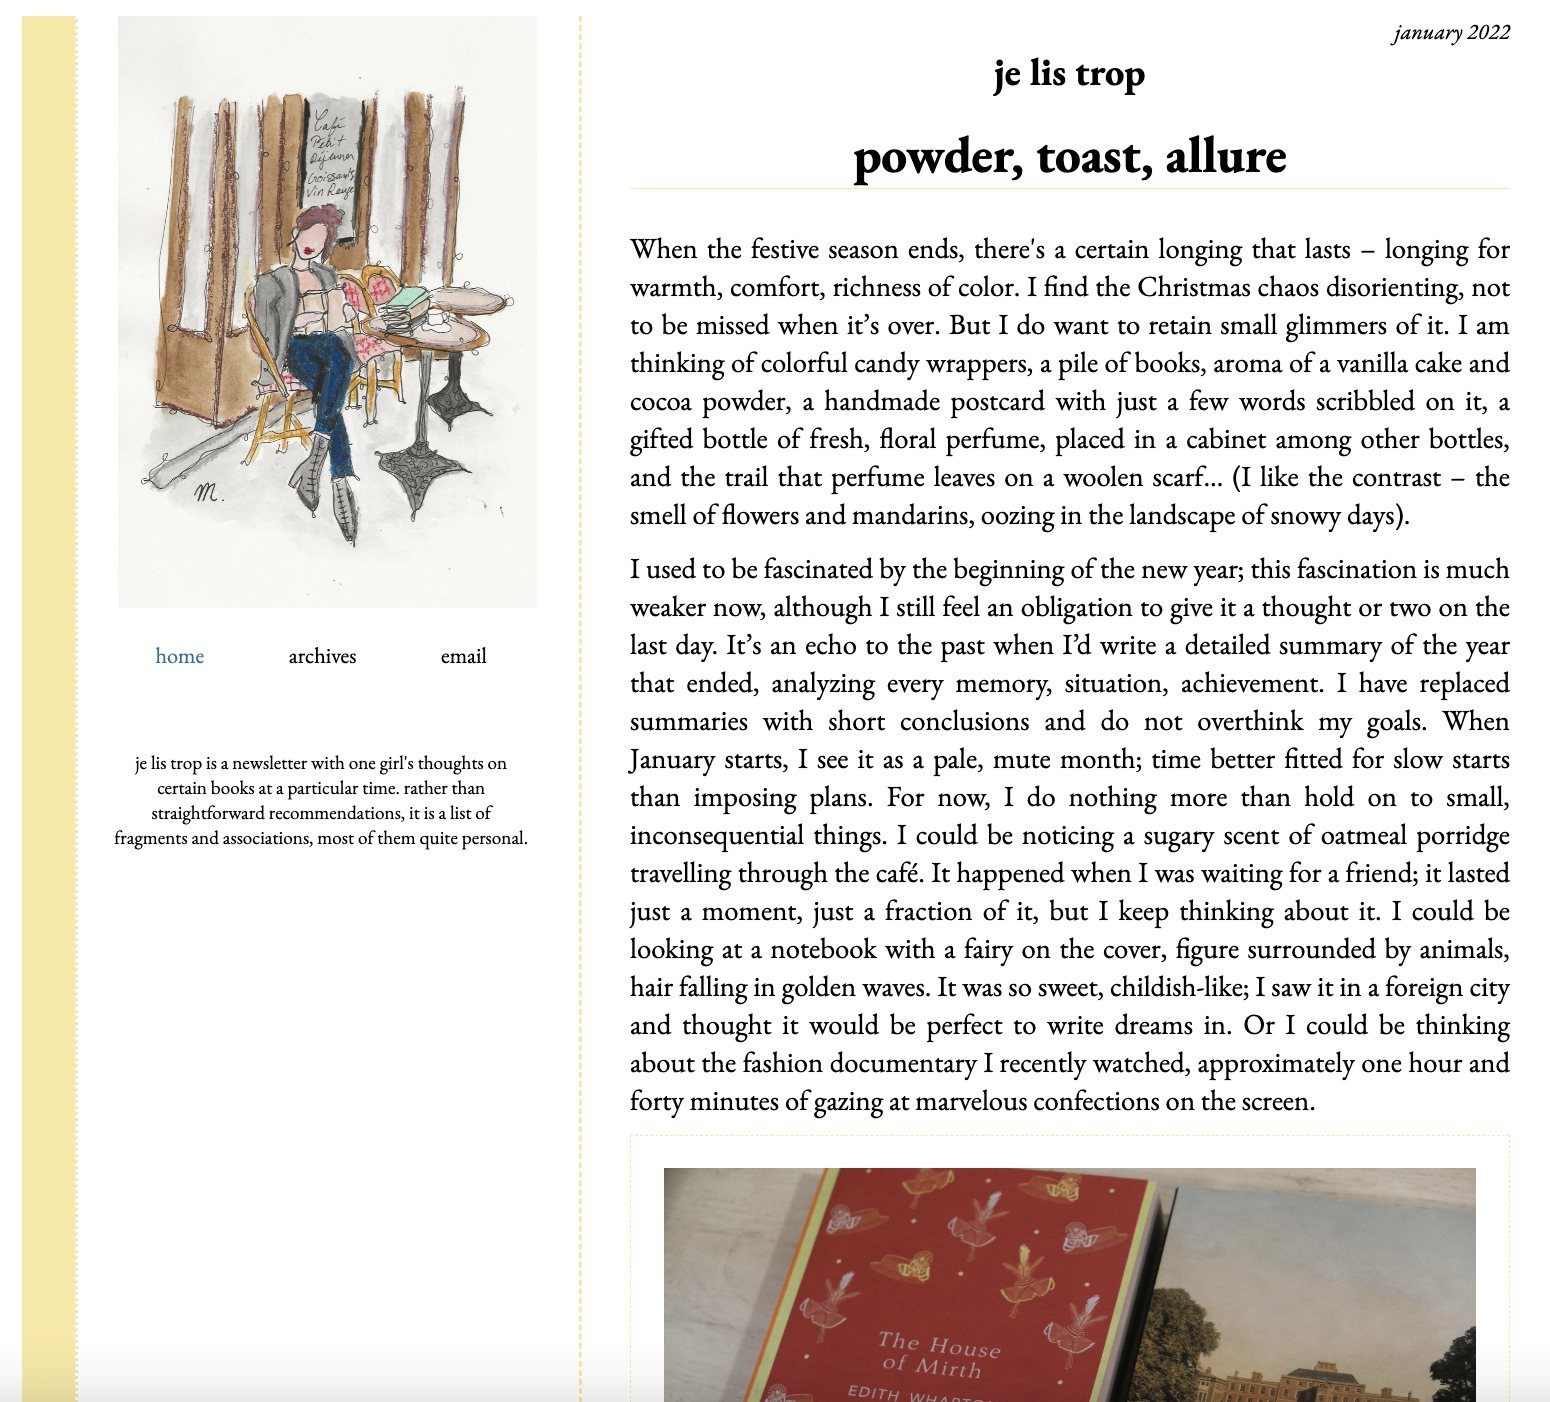 Café
Petit
Déjeuner
Croissants
Vin Rouge
M.
home
archives
email
je lis trop is a newsletter with one girl's thoughts on
certain books at a particular time. rather than
straightforward recommendations, it is a list of
fragments and associations, most of them quite personal.
january 2022
je lis trop
powder, toast, allure
When the festive season ends, there's a certain longing that lasts – longing for
warmth, comfort, richness of color. I find the Christmas chaos disorienting, not
to be missed when it’s over. But I do want to retain small glimmers of it. I am
thinking of colorful candy wrappers, a pile of books, aroma of a vanilla cake and
cocoa powder, a handmade postcard with just a few words scribbled on it, a
gifted bottle of fresh, floral perfume, placed in a cabinet among other bottles,
and the trail that perfume leaves on a woolen scarf... (I like the contrast – the
smell of flowers and mandarins, oozing in the landscape of snowy days).
I used to be fascinated by the beginning of the new year; this fascination is much
weaker now, although I still feel an obligation to give it a thought or two on the
last day. It’s an echo to the past when I’d write a detailed summary of the year
that ended, analyzing every memory, situation, achievement. I have replaced
summaries with short conclusions and do not overthink my goals. When
January starts, I see it as a pale, mute month; time better fitted for slow starts
than imposing plans. For now, I do nothing more than hold on to small,
inconsequential things. I could be noticing a sugary scent of oatmeal porridge
travelling through the café. It happened when I was waiting for a friend; it lasted
just a moment, just a fraction of it, but I keep thinking about it. I could be
looking at a notebook with a fairy on the cover, figure surrounded by animals,
hair falling in golden waves. It was so sweet, childish-like; I saw it in a foreign city
and thought it would be perfect to write dreams in. Or I could be thinking
about the fashion documentary I recently watched, approximately one hour and
forty minutes of gazing at marvelous confections on the screen.
The House
of Mirth
EDITH WHARTON